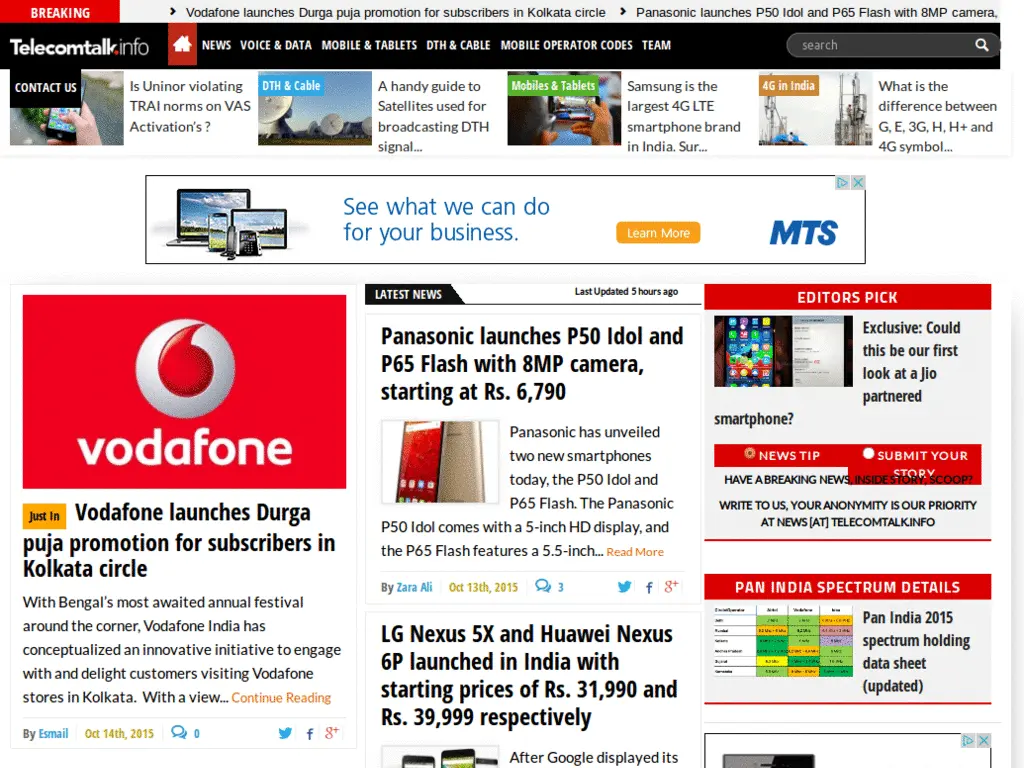 BREAKING
Vodafone launches Durga puja promotion for subscribers in Kolkata circle
Panasonic launches P50 Idol and P65 Flash with 8MP camera,
Telecomtalk.info
NEWS VOICE & DATA MOBILE & TABLETS DTH & CABLE MOBILE OPERATOR CODES TEAM
search
CONTACT US
Is Uninor violating
TRAI norms on VAS
Activation's ?
DTH & Cable
A handy guide to
Satellites used for
broadcasting DTH
signal...
Mobiles & Tablets
Samsung is the
largest 4G LTE
smartphone brand
in India. Sur...
4G in India
What is the
difference between
G, E, 3G, H, H+ and
4G symbol...
See what we can do
for your business.
Learn More
MTS
vodafone
Just In Vodafone launches Durga
puja promotion for subscribers in
Kolkata circle
With Bengal's most awaited annual festival
around the corner, Vodafone India has
conceptualized an innovative initiative to engage
with and delight customers visiting Vodafone
stores in Kolkata. With a view... Continue Reading
By Esmail Oct 14th, 2015 0
LATEST NEWS
Last Updated 5 hours ago
Panasonic launches P50 Idol and
P65 Flash with 8MP camera,
starting at Rs. 6,790
Panasonic has unveiled
two new smartphones
today, the P50 Idol and
P65 Flash. The Panasonic
P50 Idol comes with a 5-inch HD display, and
the P65 Flash features a 5.5-inch... Read More
By Zara Ali Oct 13th, 2015 3
LG Nexus 5X and Huawei Nexus
6P launched in India with
starting prices of Rs. 31,990 and
Rs. 39,999 respectively
After Google displayed its
EDITORS PICK
Exclusive: Could
this be our first
look at a Jio
partnered
smartphone?
NEWS TIP
SUBMIT YOUR
STORY
HAVE A BREAKING NEWS, INSIDE STORY, SCOOP?
WRITE TO US, YOUR ANONYMITY IS OUR PRIORITY
AT NEWS [AT] TELECOMTALK.INFO
PAN INDIA SPECTRUM DETAILS
Pan India 2015
spectrum holding
data sheet
(updated)